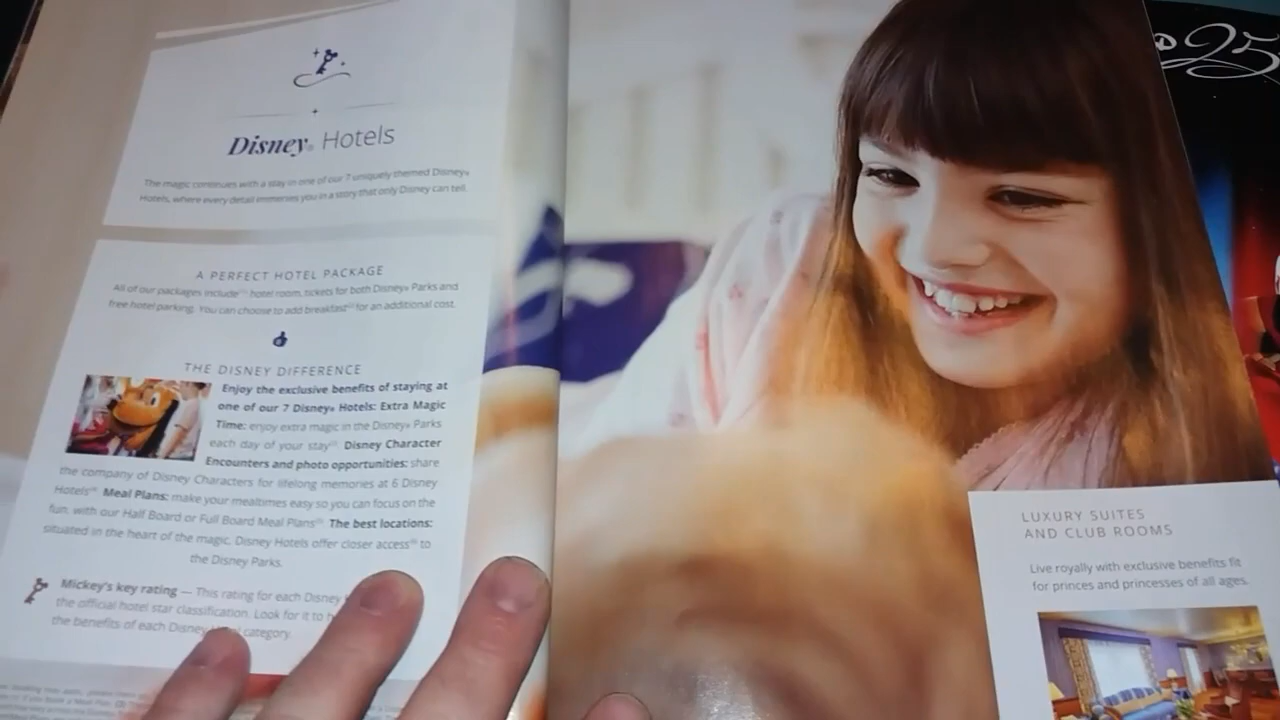 Disney® Hotels
The magic continues with a stay in one of our 7 uniquely themed Disney®
Hotels, where every detail immerses you in a story that only Disney can tell.
A PERFECT HOTEL PACKAGE
All of our packages include hotel room, tickets for both Disney® Parks and
free hotel parking. You can choose to add breakfast for an additional cost.
THE DISNEY DIFFERENCE
Enjoy the exclusive benefits of staying at
one of our 7 Disney® Hotels: Extra Magic
Time: enjoy extra magic in the Disney® Parks
each day of your stay Disney Character
Encounters and photo opportunities: share
the company of Disney Characters for lifelong memories at 6 Disney
Hotels Meal Plans: make your mealtimes easy so you can focus on the
fun, with our Half Board or Full Board Meal Plans The best locations:
situated in the heart of the magic, Disney Hotels offer closer access to
the Disney Parks.
Mickey's key rating — This rating for each Disney
the official hotel star classification. Look for it to
the benefits of each Disney category.
25
LUXURY SUITES
AND CLUB ROOMS
Live royally with exclusive benefits fit
for princes and princesses of all ages.